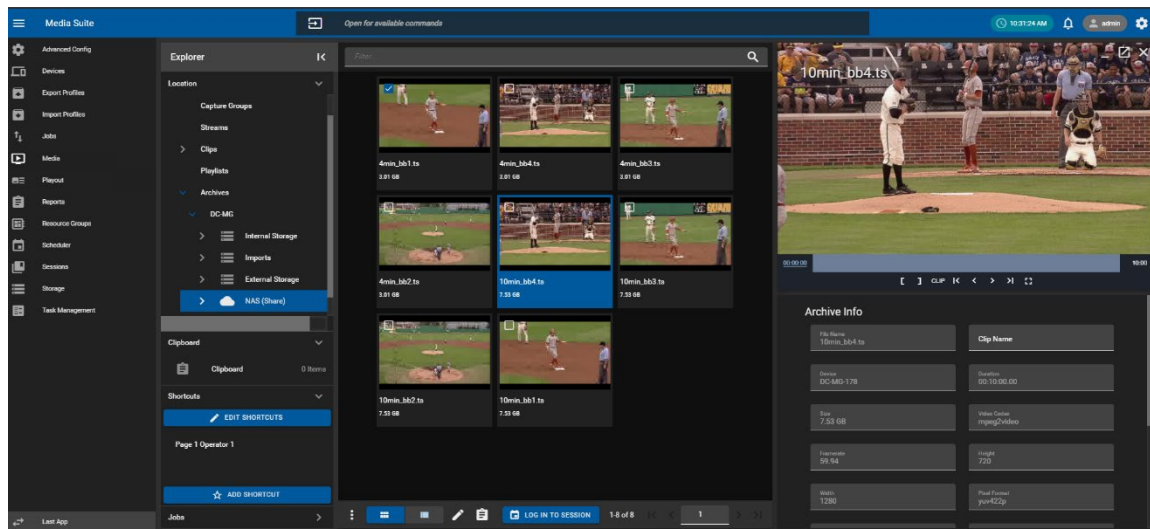 Media Suite
Open for available commands
10:31:24 AM
admin
Advanced Config
Devices
Export Profiles
Import Profiles
Jobs
Media
Playout
Reports
Resource Groups
Scheduler
Sessions
Storage
Task Management
Last App
Explorer
Location
Capture Groups
Streams
Clips
Playlists
Archives
DC-MG
Internal Storage
Imports
External Storage
NAS (Share)
Clipboard
Clipboard 0 Items
Shortcuts
EDIT SHORTCUTS
Page 1 Operator 1
ADD SHORTCUT
Jobs
Filter...
4min_bb1.ts
3.01 GB
4min_bb4.ts
3.01 GB
4min_bb3.ts
3.01 GB
4min_bb2.ts
3.01 GB
10min_bb4.ts
7.53 GB
10min_bb3.ts
7.53 GB
10min_bb2.ts
7.53 GB
10min_bb1.ts
7.53 GB
LOG IN TO SESSION
1-8 of 8
1
10min_bb4.ts
00:00:00
10:00
[ ] CLIP
Archive Info
File Name
10min_bb4.ts
Clip Name
Device
DC-MG-178
Duration
00:10:00.00
Size
7.53 GB
Video Codec
mpeg2video
Framerate
59.94
Height
720
Width
1280
Pixel Format
yuv422p